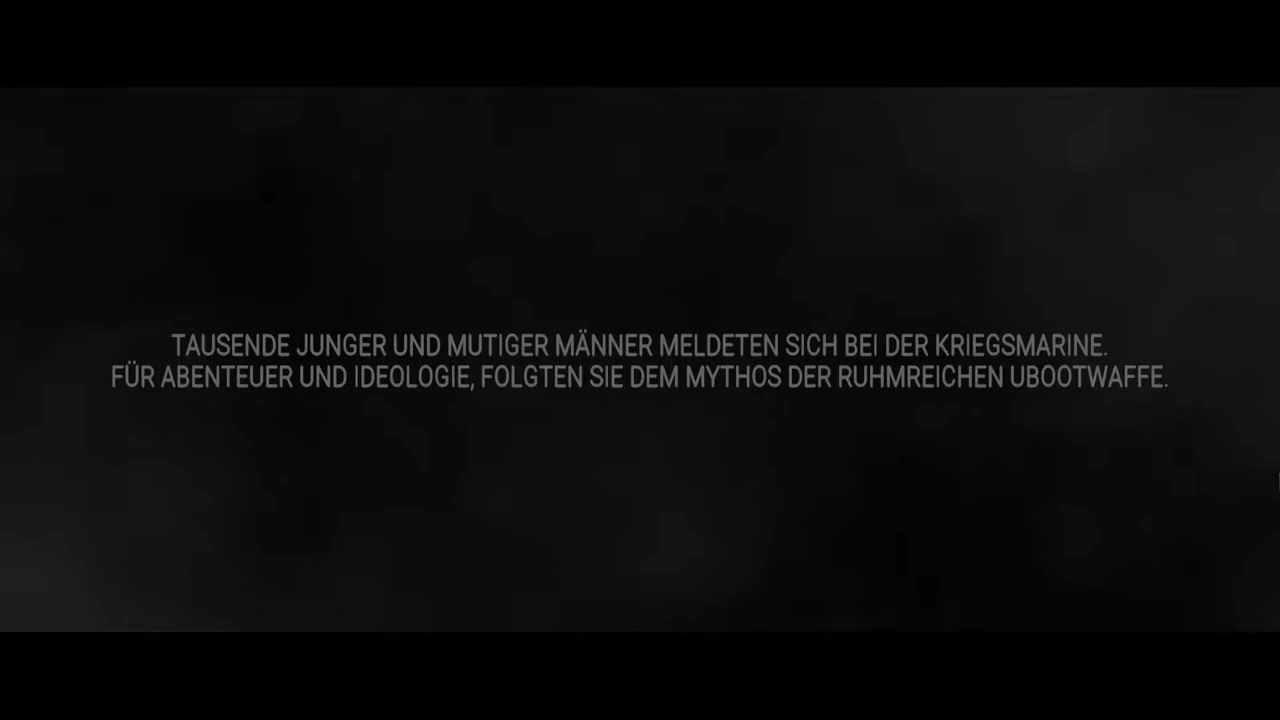 TAUSENDE JUNGER UND MUTIGER MÄNNER MELDETEN SICH BEI DER KRIEGSMARINE.
FÜR ABENTEUER UND IDEOLOGIE, FOLGTEN SIE DEM MYTHOS DER RUHMREICHEN UBOOTWAFFE.